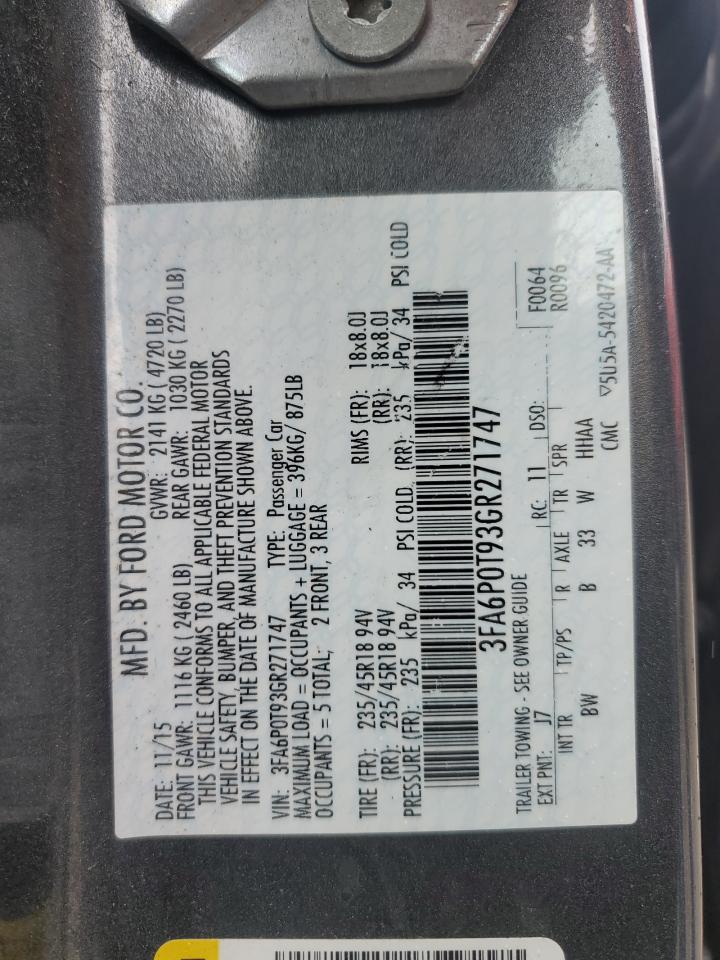 MFD. BY FORD MOTOR CO.
DATE: 11/15 GVWR: 2141 KG ( 4720 LB)
FRONT GAWR: 1116 KG ( 2460 LB) REAR GAWR: 1030 KG ( 2270 LB)
THIS VEHICLE CONFORMS TO ALL APPLICABLE FEDERAL MOTOR
VEHICLE SAFETY, BUMPER, AND THEFT PREVENTION STANDARDS
IN EFFECT ON THE DATE OF MANUFACTURE SHOWN ABOVE.
VIN: 3FA6P0T93GR271747 TYPE: Passenger Car
MAXIMUM LOAD = OCCUPANTS + LUGGAGE = 396KG/ 875LB
OCCUPANTS = 5 TOTAL; 2 FRONT, 3 REAR
TIRE (FR): 235/45R18 94V RIMS (FR): 18x8.0J
(RR): 235/45R18 94V (RR): 18x8.0J
PRESSURE (FR): 235 kPa/ 34 PSI COLD (RR): 235 kPa/ 34 PSI COLD
3FA6P0T93GR271747
TRAILER TOWING - SEE OWNER GUIDE
EXT PNT: J7 RC: 11 DSO: F0064
R0096
INT TR TP/PS R AXLE TR SPR
BW B 33 W HHAA
CMC ▽5U5A-5420472-AA